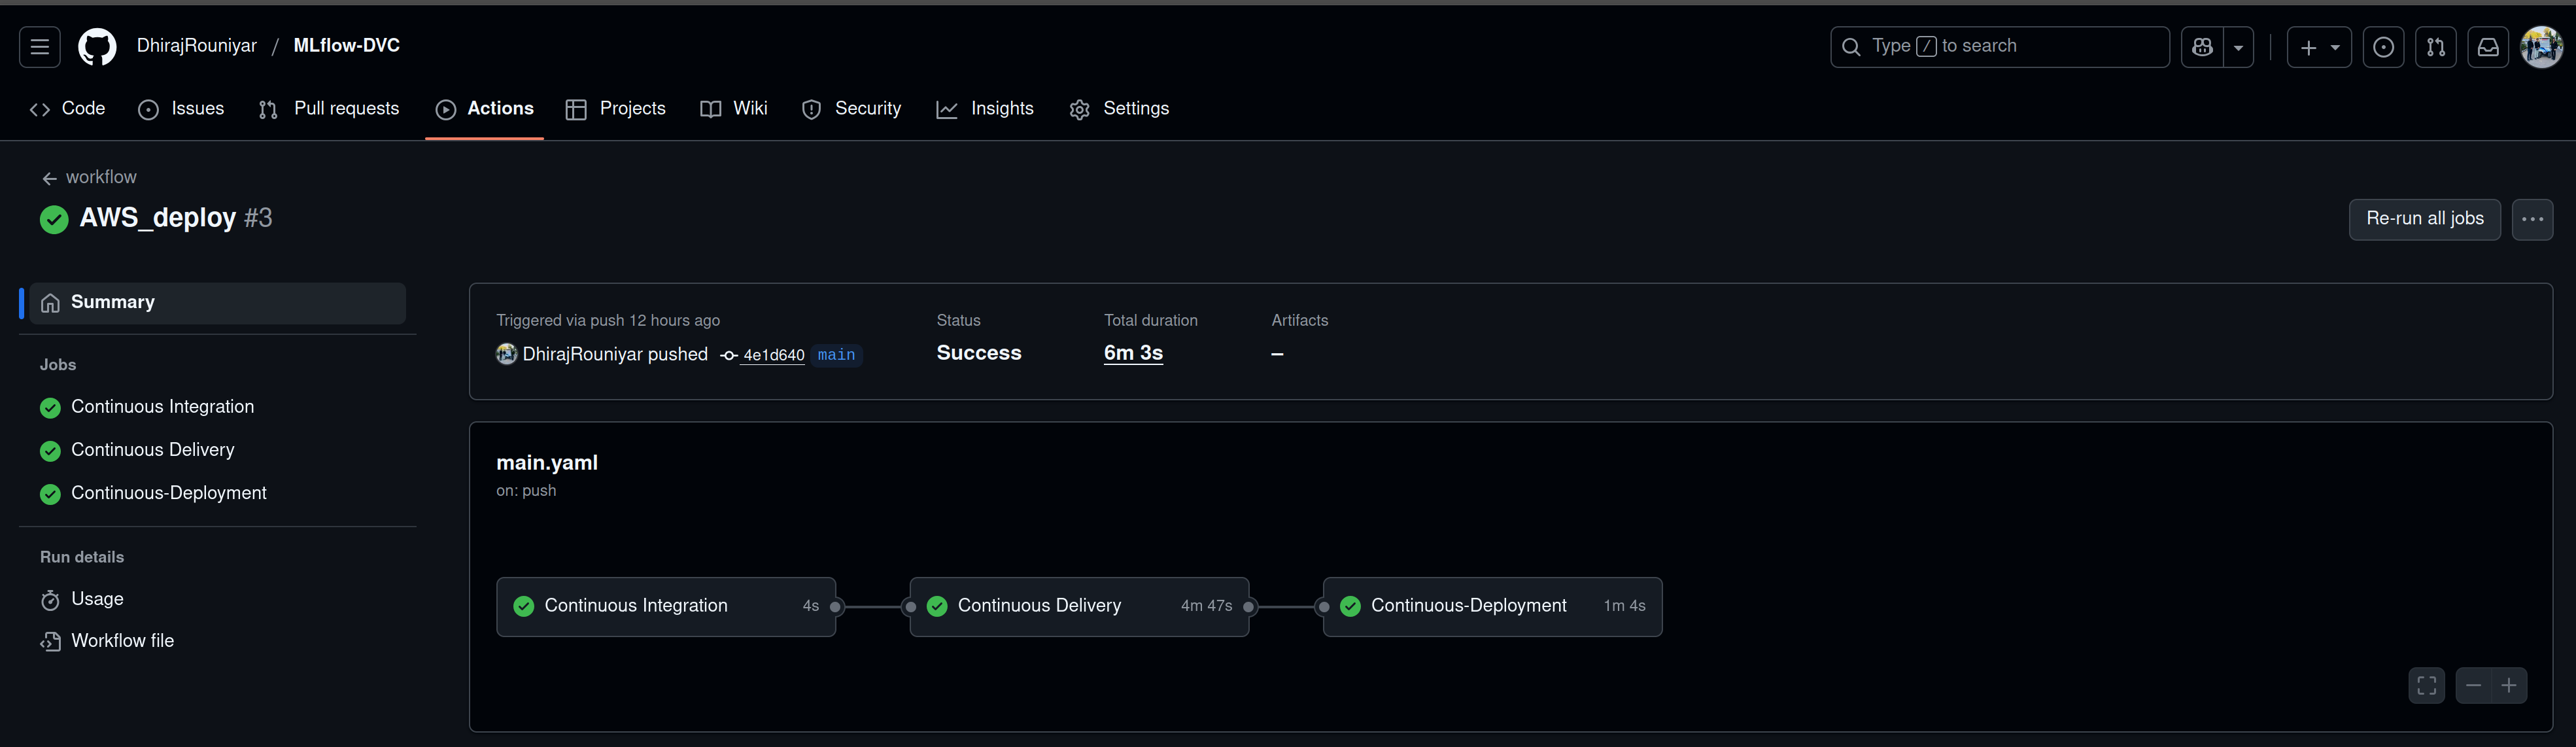 DhirajRouniyar / MLflow-DVC
Type / to search
Code Issues Pull requests Actions Projects Wiki Security Insights Settings
workflow
AWS_deploy #3
Re-run all jobs
Summary
Jobs
Continuous Integration
Continuous Delivery
Continuous-Deployment
Run details
Usage
Workflow file
Triggered via push 12 hours ago
DhirajRouniyar pushed 4e1d640 main
Status
Success
Total duration
6m 3s
Artifacts
–
main.yaml
on: push
Continuous Integration 4s
Continuous Delivery 4m 47s
Continuous-Deployment 1m 4s